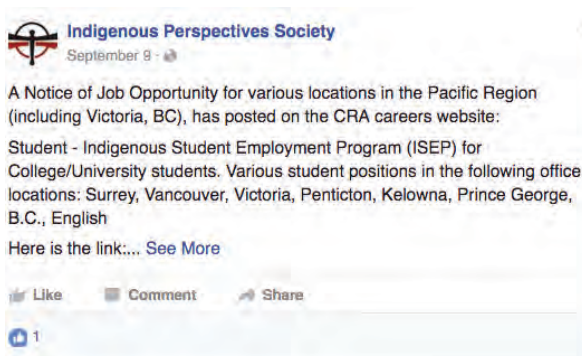 Indigenous Perspectives Society
September 9 ·
A Notice of Job Opportunity for various locations in the Pacific Region
(including Victoria, BC), has posted on the CRA careers website:
Student - Indigenous Student Employment Program (ISEP) for
College/University students. Various student positions in the following office
locations: Surrey, Vancouver, Victoria, Penticton, Kelowna, Prince George,
B.C., English
Here is the link:... See More
Like Comment Share
1